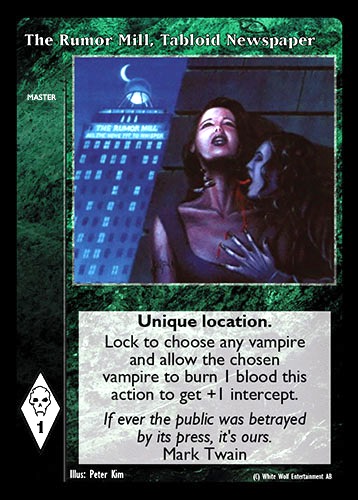 The Rumor Mill, Tabloid Newspaper
MASTER
THE RUMOR MILL
Unique location.
Lock to choose any vampire
and allow the chosen
vampire to burn 1 blood this
action to get +1 intercept.
If ever the public was betrayed
by its press, it's ours.
Mark Twain
1
Illus: Peter Kim
(C) White Wolf Entertainment AB